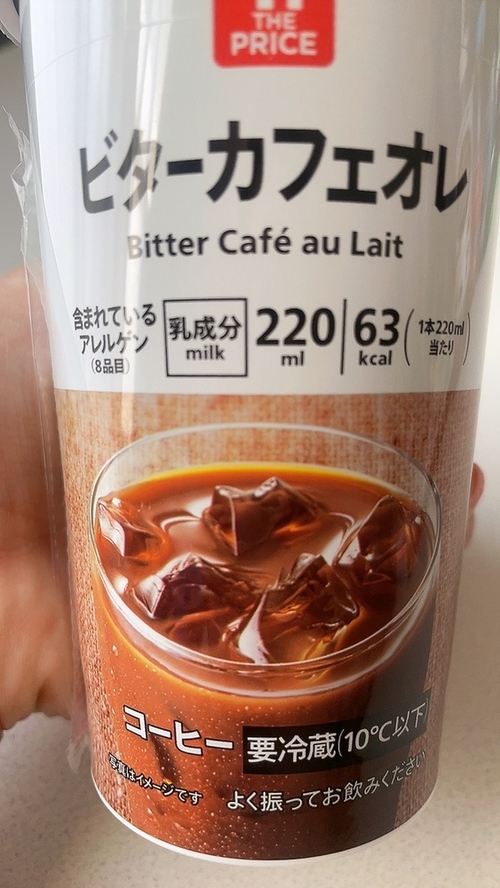 THE
PRICE
ビターカフェオレ
Bitter Café au Lait
含まれている
アレルゲン
(8品目)
乳成分
milk
220
ml
63
kcal
(1本220ml
当たり)
コーヒー
要冷蔵(10℃以下)
写真はイメージです
よく振ってお飲みください